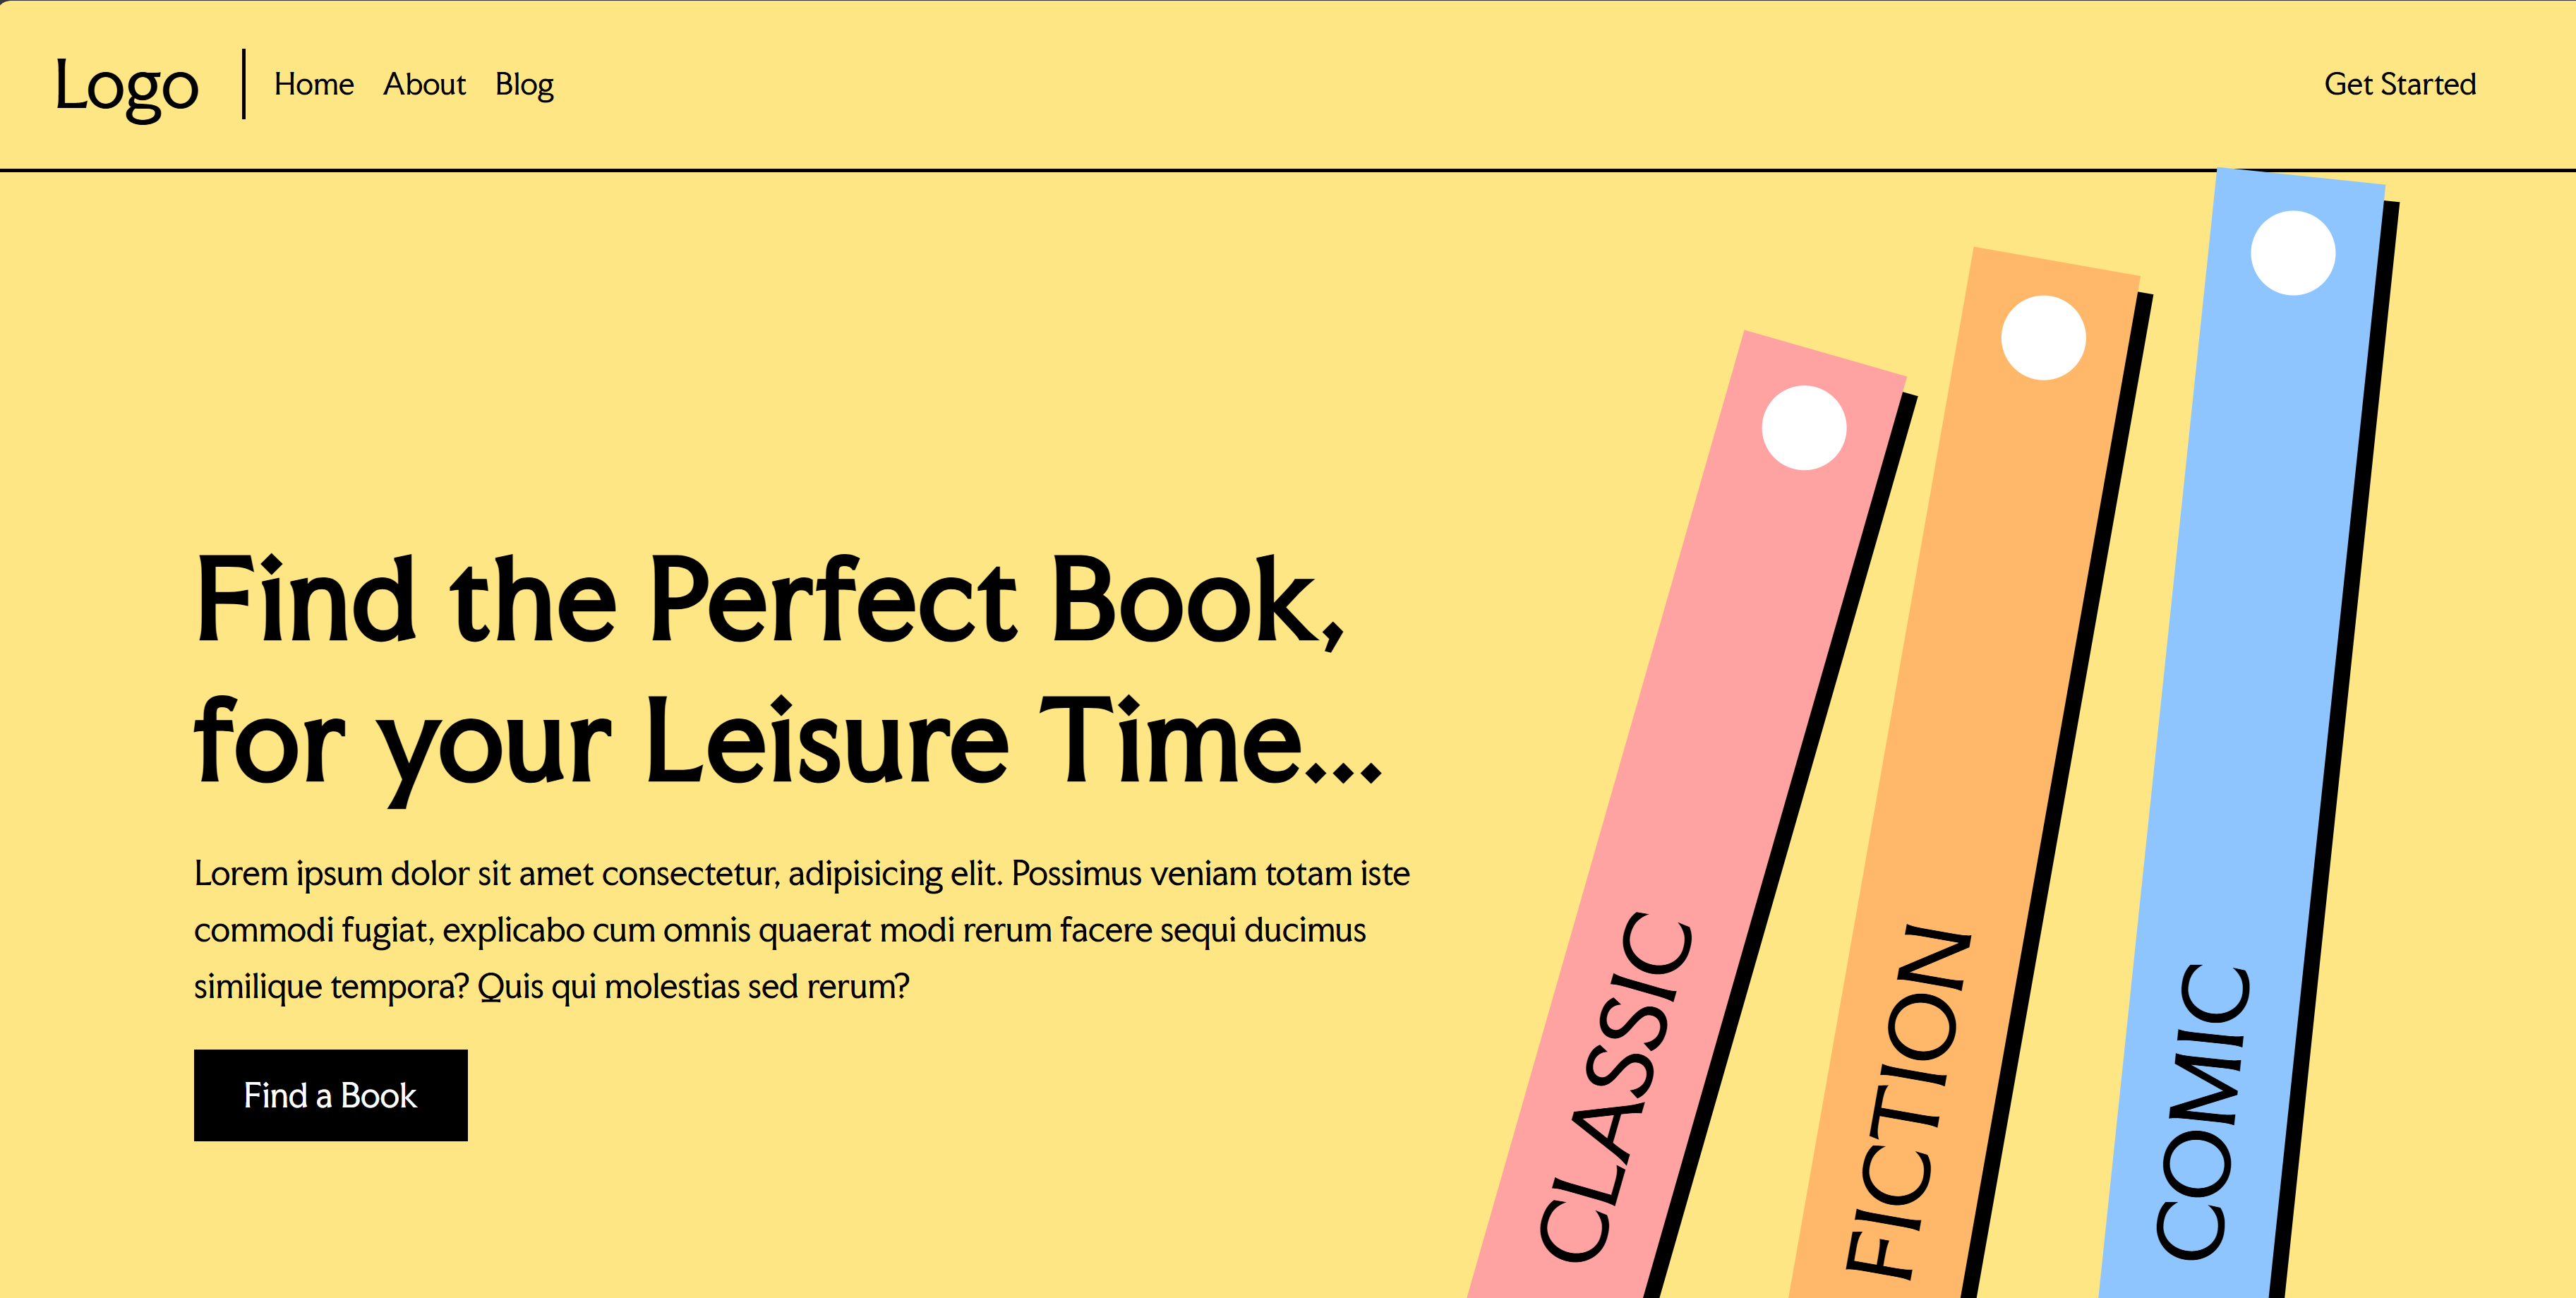 Logo
Home About Blog
Get Started
Find the Perfect Book,
for your Leisure Time...
Lorem ipsum dolor sit amet consectetur, adipisicing elit. Possimus veniam totam iste
commodi fugiat, explicabo cum omnis quaerat modi rerum facere sequi ducimus
similique tempora? Quis qui molestias sed rerum?
Find a Book
CLASSIC
FICTION
COMIC